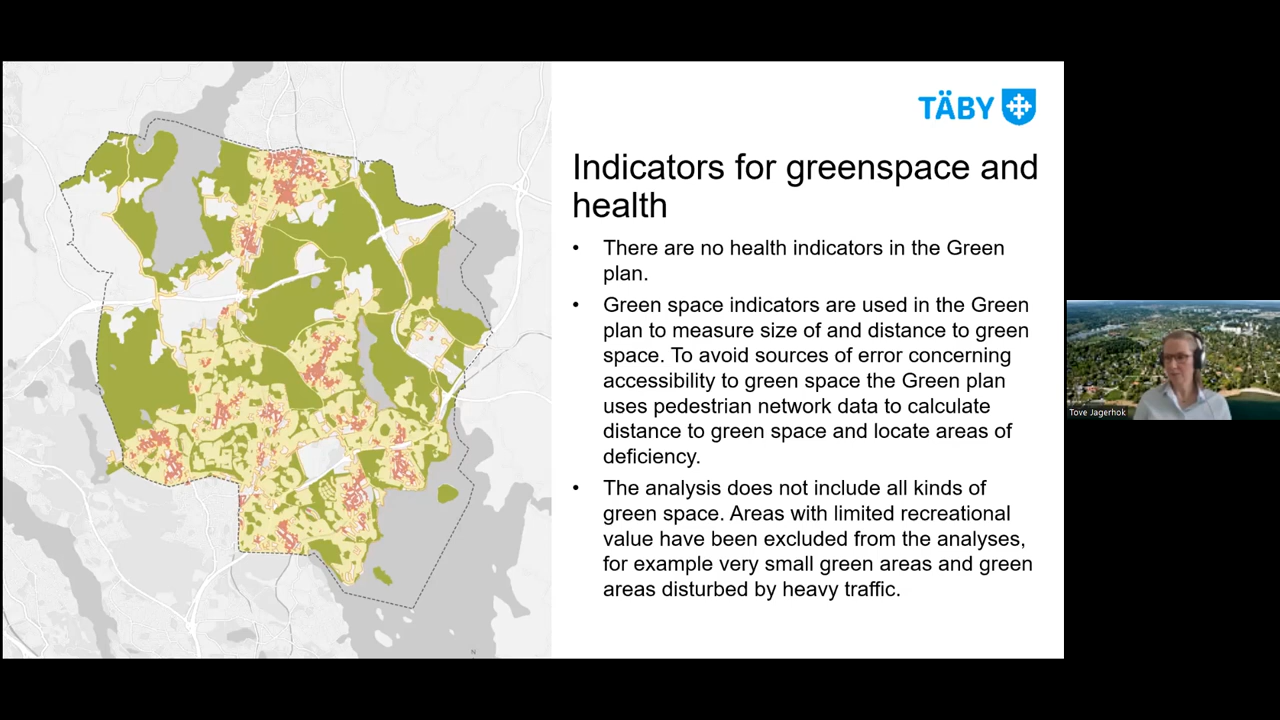 TÄBY
Indicators for greenspace and
health
• There are no health indicators in the Green
plan.
• Green space indicators are used in the Green
plan to measure size of and distance to green
space. To avoid sources of error concerning
accessibility to green space the Green plan
uses pedestrian network data to calculate
distance to green space and locate areas of
deficiency.
• The analysis does not include all kinds of
green space. Areas with limited recreational
value have been excluded from the analyses,
for example very small green areas and green
areas disturbed by heavy traffic.
Tove Jagerhok
N